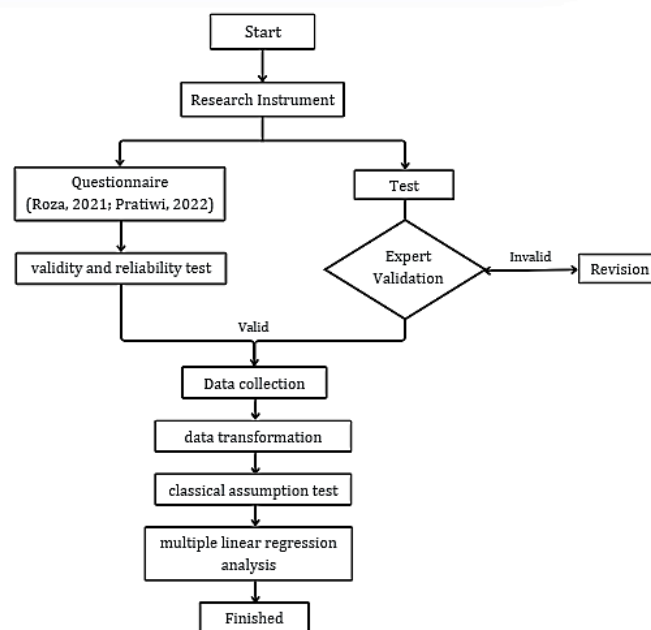 Start
Research Instrument
Questionnaire
(Roza, 2021; Pratiwi, 2022)
Test
validity and reliability test
Expert
Validation
Invalid
Revision
Valid
Data collection
data transformation
classical assumption test
multiple linear regression
analysis
Finished